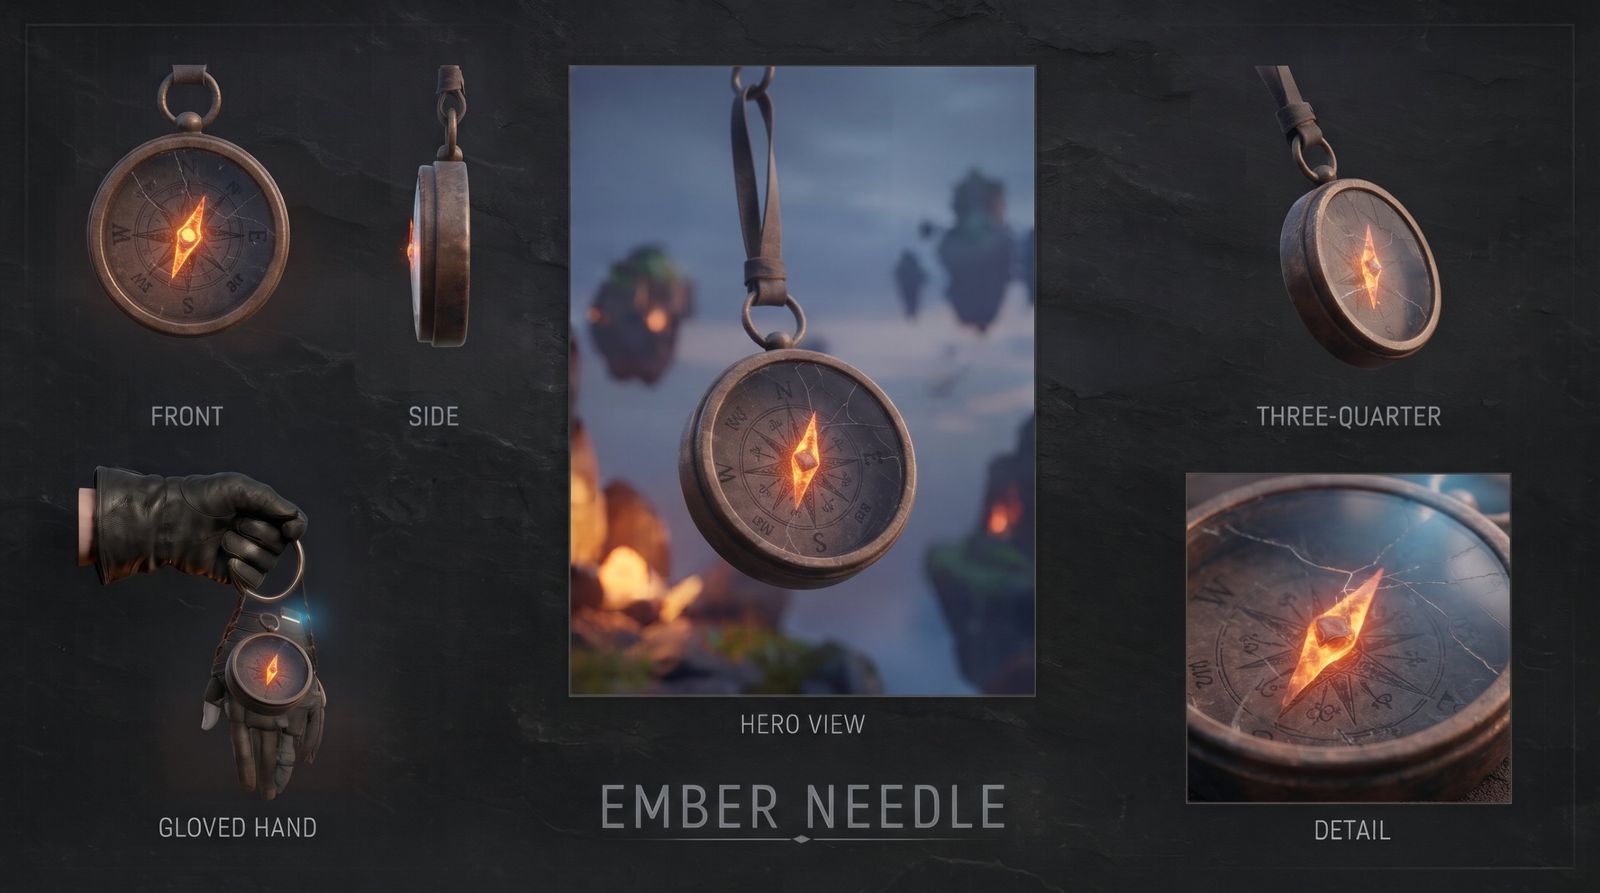 N
W
E
S
FRONT
SIDE
N
W
E
S
THREE-QUARTER
HERO VIEW
EMBER NEEDLE
GLOVED HAND
DETAIL